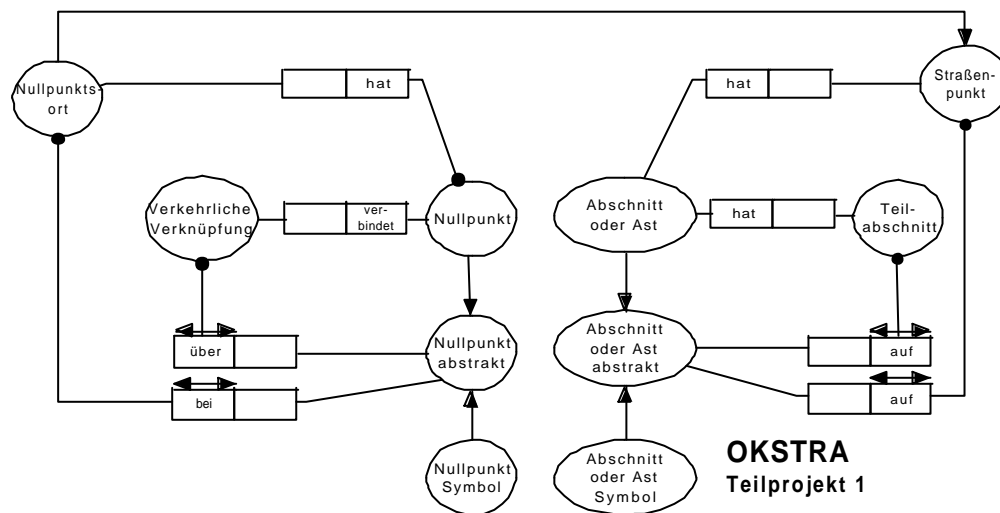 Nullpunkts-
ort
hat
hat
Straßen-
punkt
Verkehrliche
Verknüpfung
ver-
bindet
Nullpunkt
Abschnitt
oder Ast
hat
Teil-
abschnitt
über
Nullpunkt
abstrakt
Abschnitt
oder Ast
abstrakt
auf
bei
auf
Nullpunkt
Symbol
Abschnitt
oder Ast
Symbol
OKSTRA
Teilprojekt 1